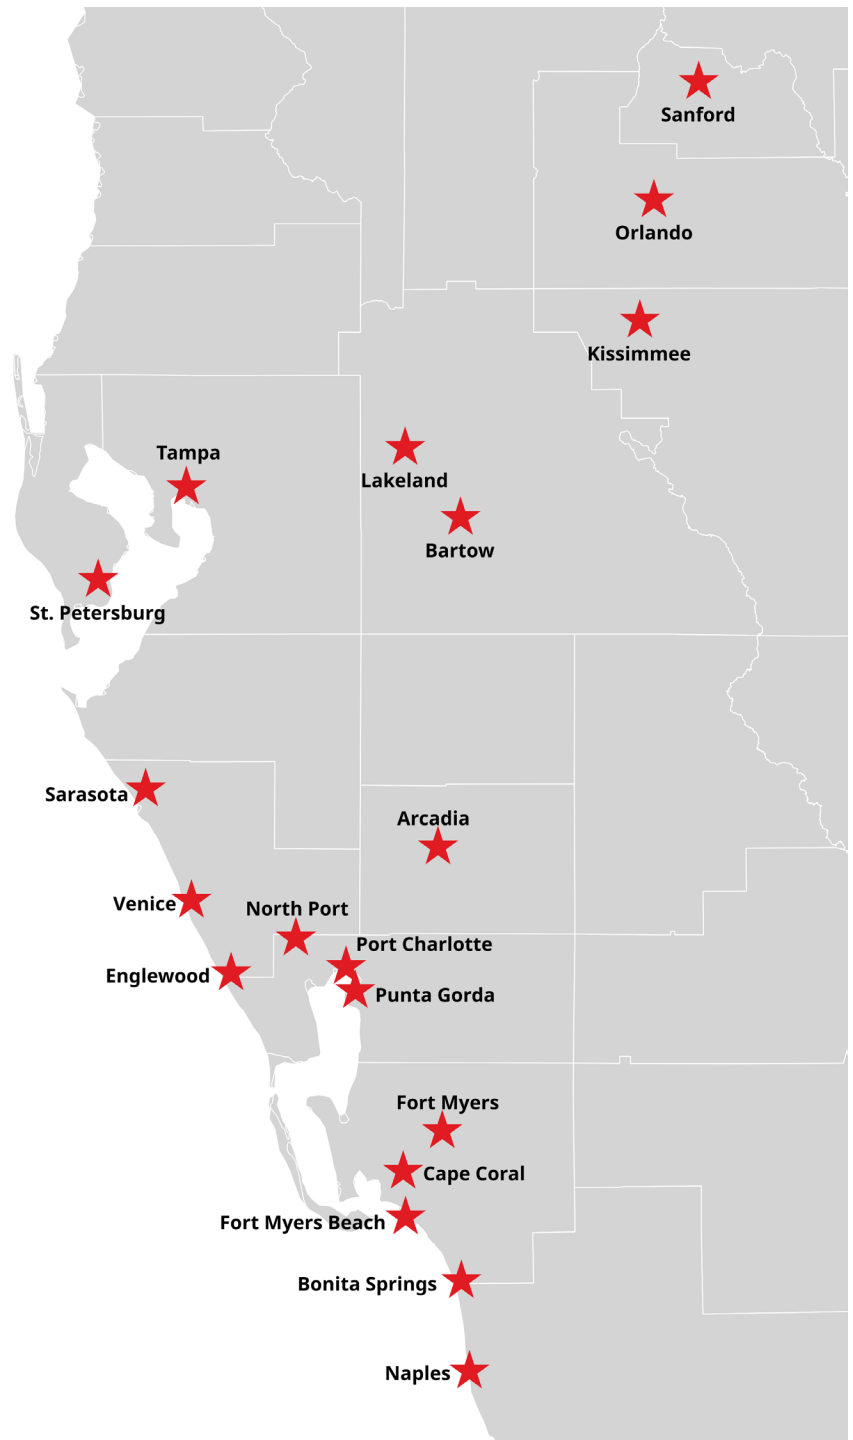 Sanford
Orlando
Kissimmee
Tampa
Lakeland
Bartow
St. Petersburg
Sarasota
Arcadia
Venice
North Port
Port Charlotte
Englewood
Punta Gorda
Fort Myers
Cape Coral
Fort Myers Beach
Bonita Springs
Naples